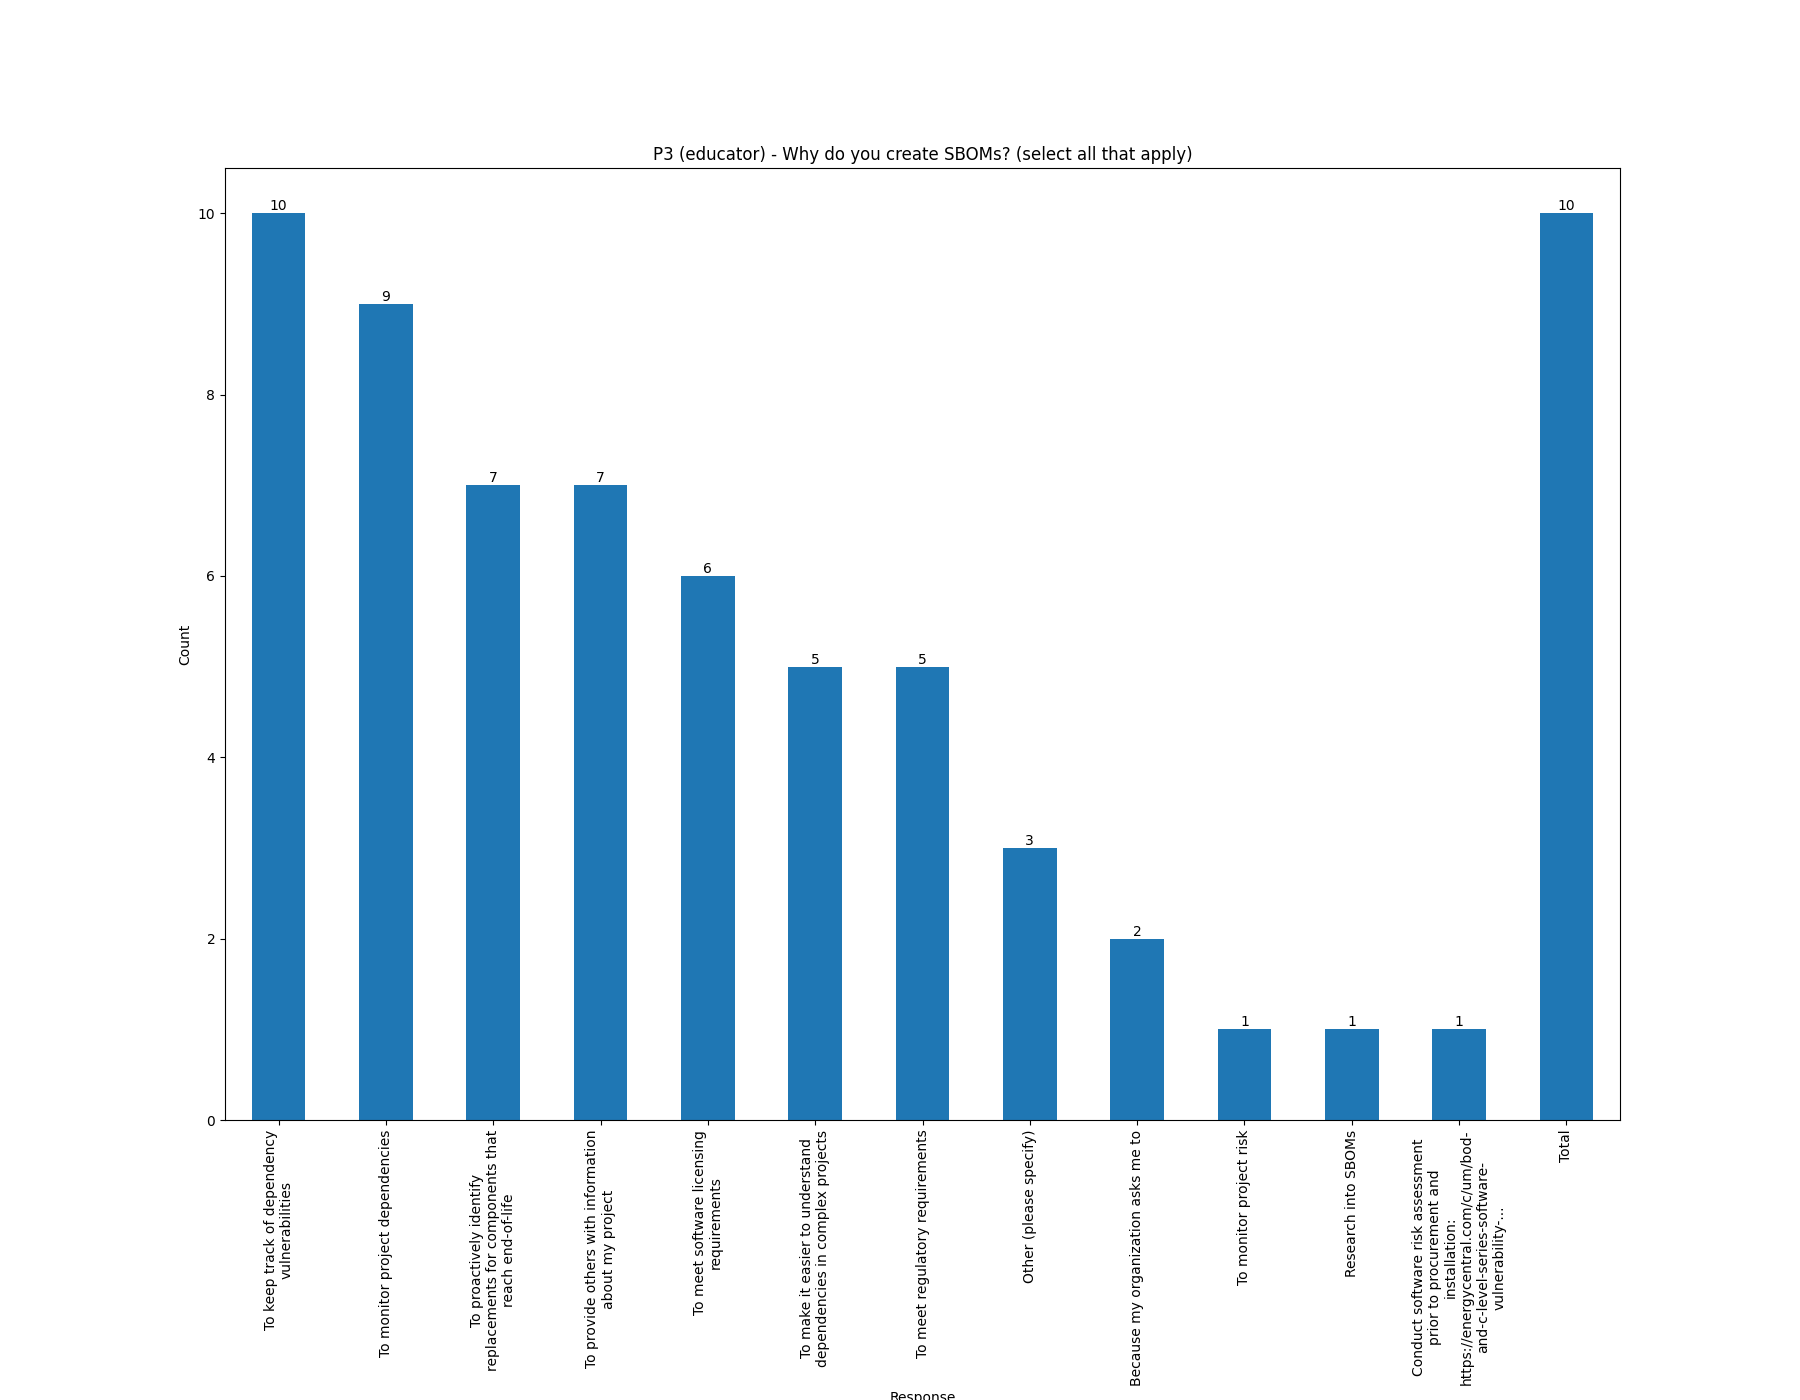 P3 (educator) - Why do you create SBOMs? (select all that apply)
10
9
7
7
6
5
5
3
2
1
1
1
10
10
8
6
4
2
0
Count
To keep track of dependency
vulnerabilities
To monitor project dependencies
To proactively identify
replacements for components that
reach end-of-life
To provide others with information
about my project
To meet software licensing
requirements
To make it easier to understand
dependencies in complex projects
To meet regulatory requirements
Other (please specify)
Because my organization asks me to
To monitor project risk
Research into SBOMs
Conduct software risk assessment
prior to procurement and
installation:
https://energycentral.com/c/um/bod-
and-c-level-series-software-
vulnerability-...
Total
Response